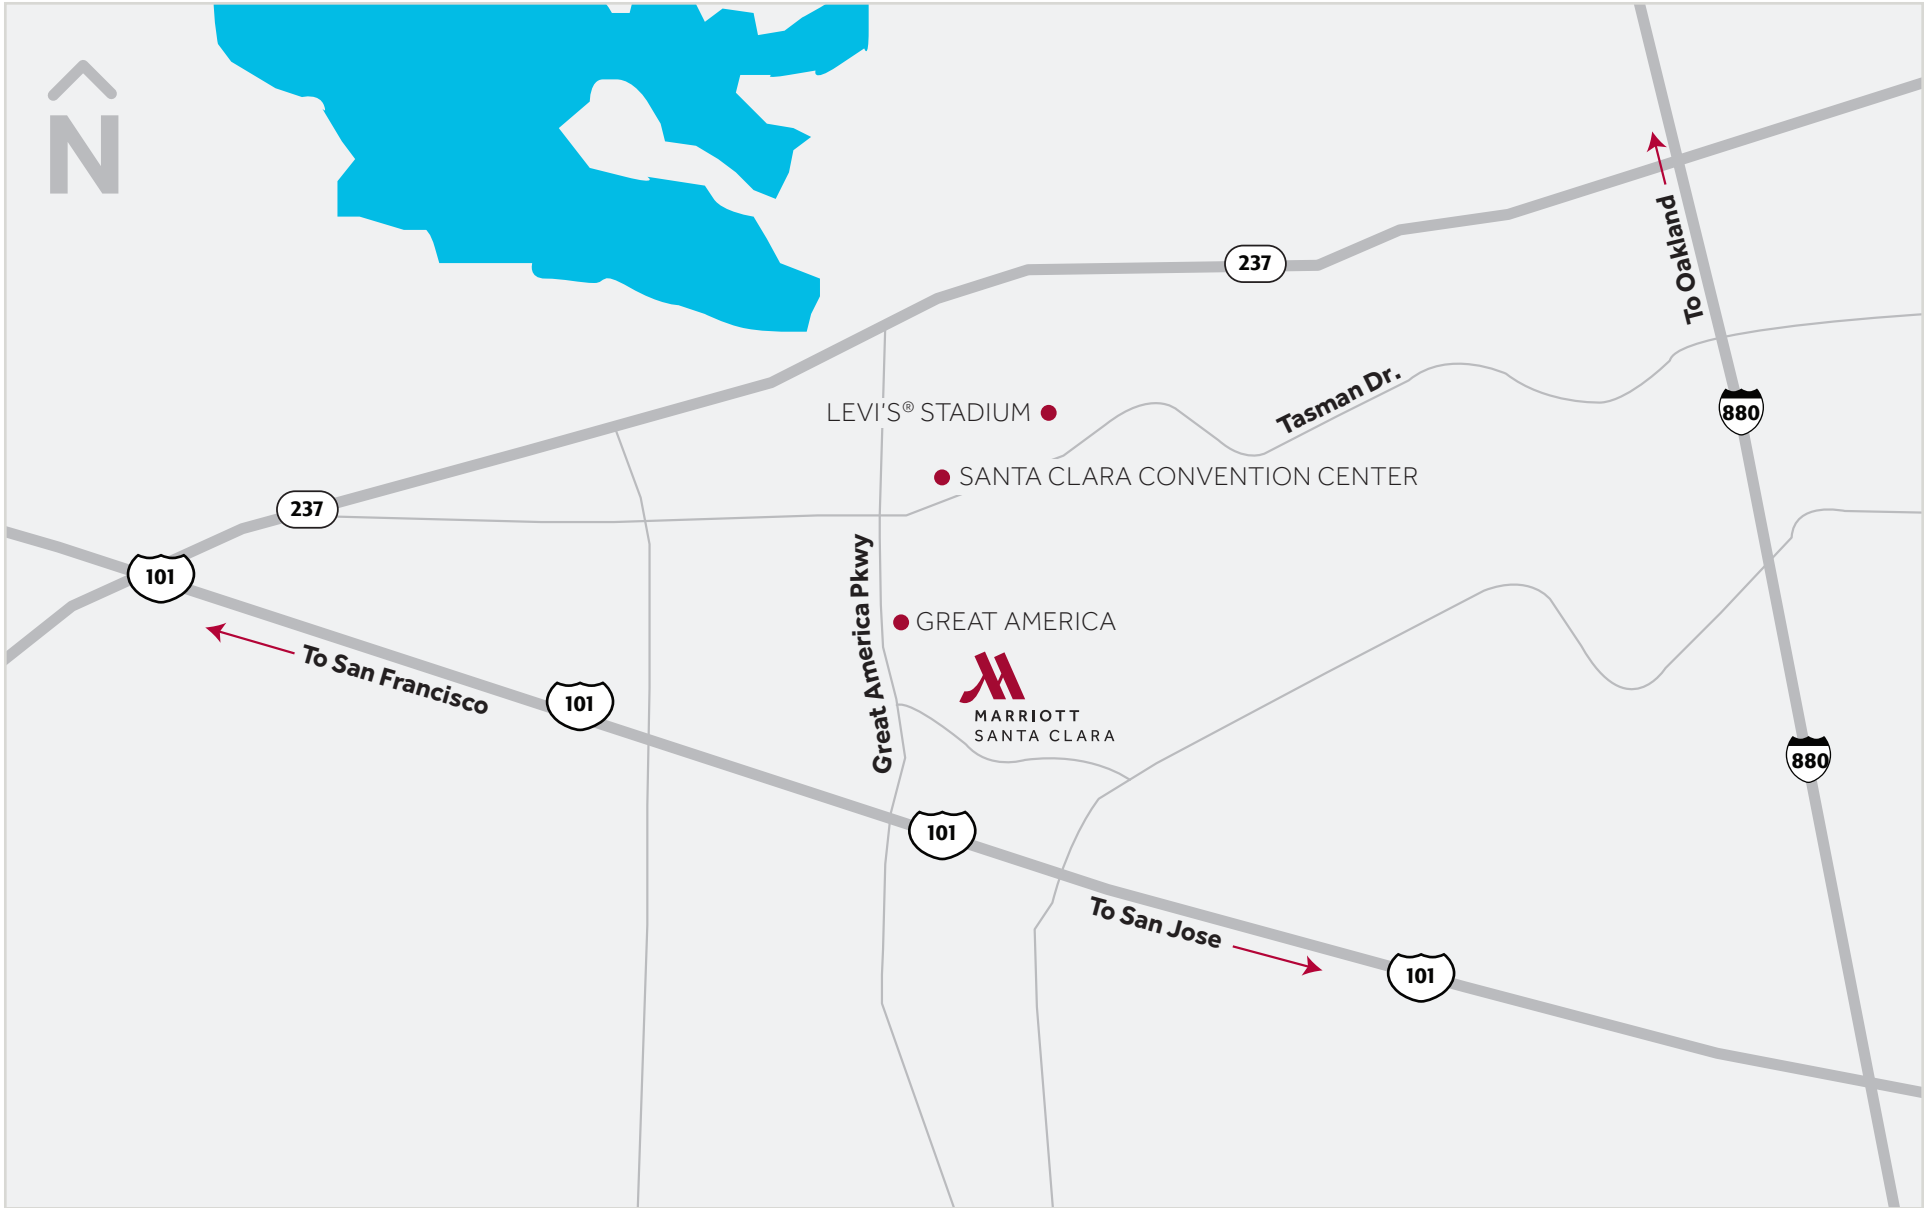 N
237
To Oakland
Tasman Dr.
LEVI'S® STADIUM
880
SANTA CLARA CONVENTION CENTER
237
101
Great America Pkwy
GREAT AMERICA
To San Francisco
101
MARRIOTT
SANTA CLARA
880
101
To San Jose
101